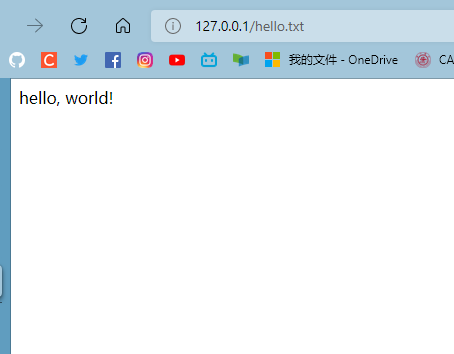 127.0.0.1/hello.txt
我的文件 - OneDrive
CA
hello, world!